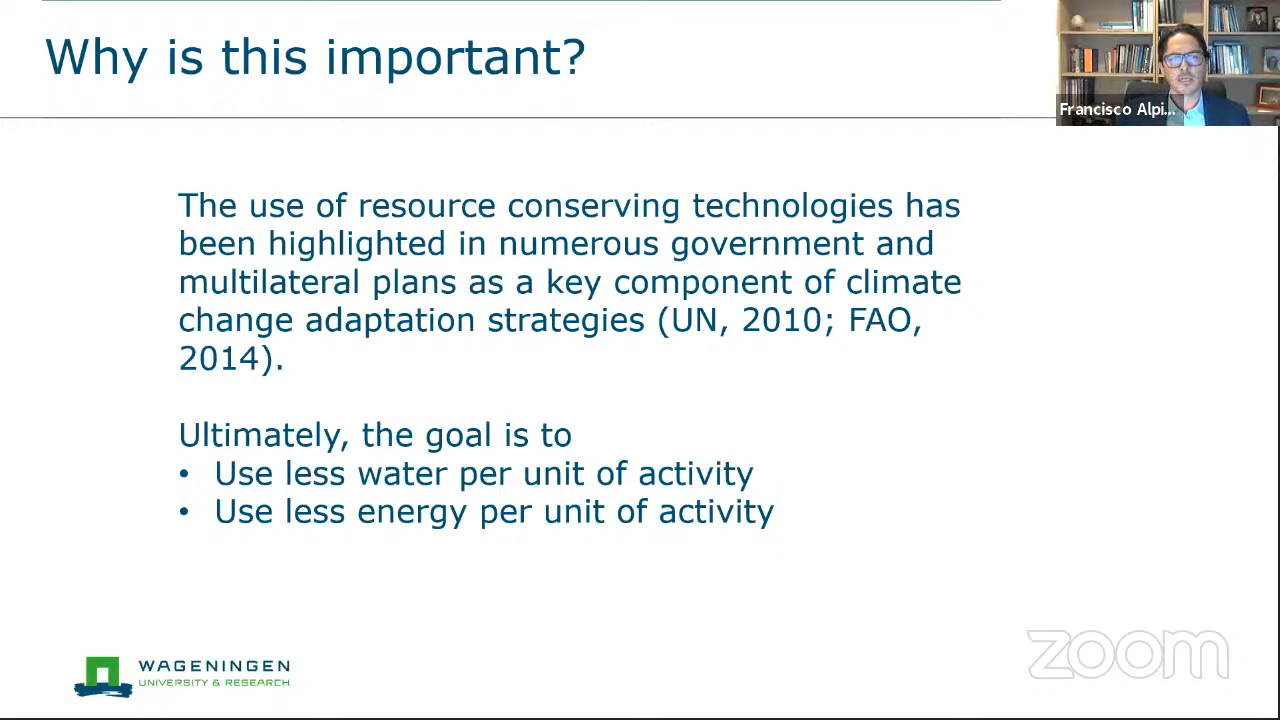 Why is this important?
Francisco Alpi...
The use of resource conserving technologies has
been highlighted in numerous government and
multilateral plans as a key component of climate
change adaptation strategies (UN, 2010; FAO,
2014).
Ultimately, the goal is to
• Use less water per unit of activity
• Use less energy per unit of activity
WAGENINGEN
UNIVERSITY & RESEARCH
zoom